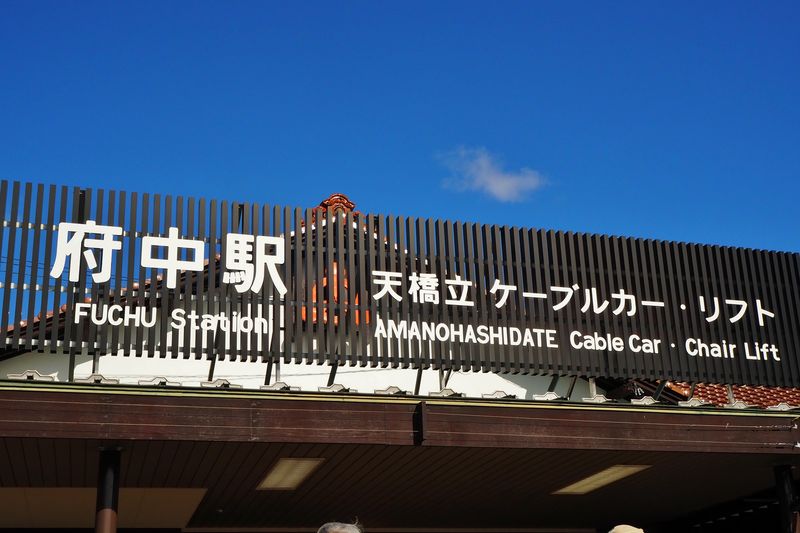 府中駅
FUCHU Station
天橋立 ケーブルカー・リフト
AMANOHASHIDATE Cable Car・Chair Lift